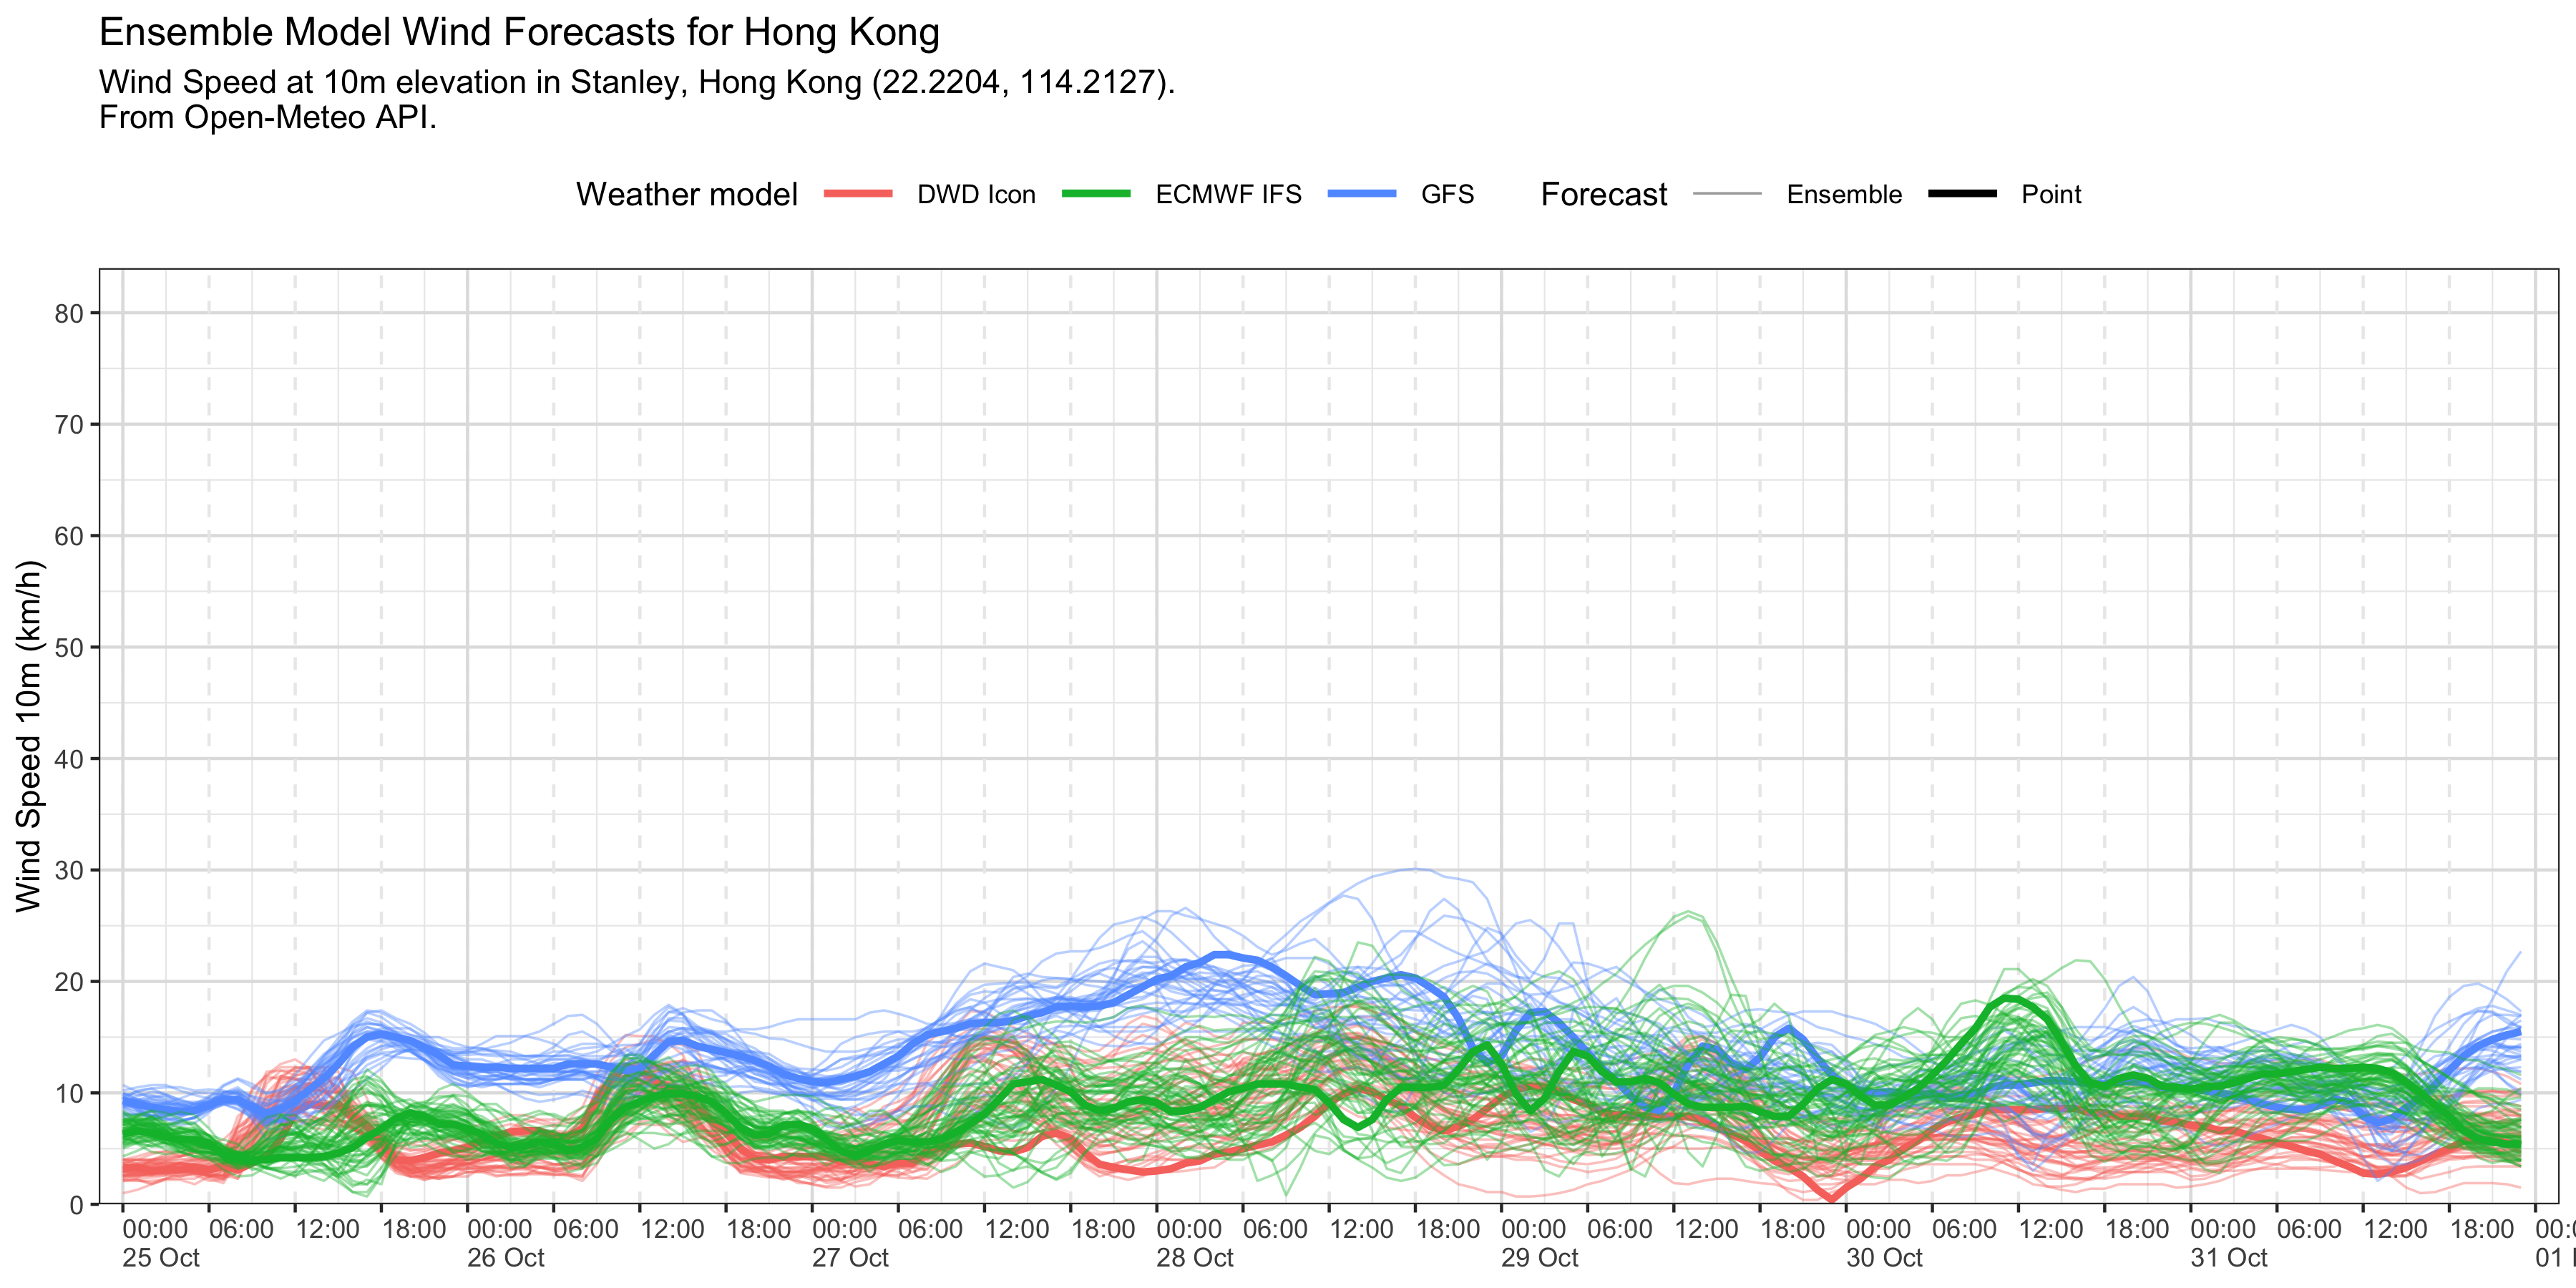 Ensemble Model Wind Forecasts for Hong Kong
Wind Speed at 10m elevation in Stanley, Hong Kong (22.2204, 114.2127).
From Open-Meteo API.
Weather model DWD Icon ECMWF IFS GFS Forecast Ensemble Point
Wind Speed 10m (km/h)
80
70
60
50
40
30
20
10
0
00:00 06:00 12:00 18:00 00:00 06:00 12:00 18:00 00:00 06:00 12:00 18:00 00:00 06:00 12:00 18:00 00:00 06:00 12:00 18:00 00:00 06:00 12:00 18:00 00:00 06:00 12:00 18:00
25 Oct 26 Oct 27 Oct 28 Oct 29 Oct 30 Oct 31 Oct 01